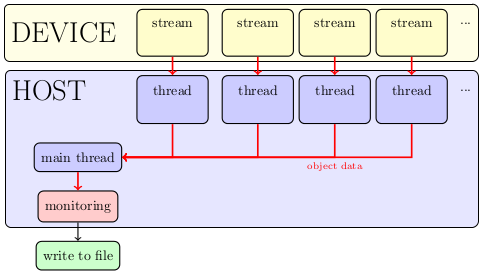 DEVICE
stream
stream
stream
stream
...
HOST
thread
thread
thread
thread
...
main thread
object data
monitoring
write to file